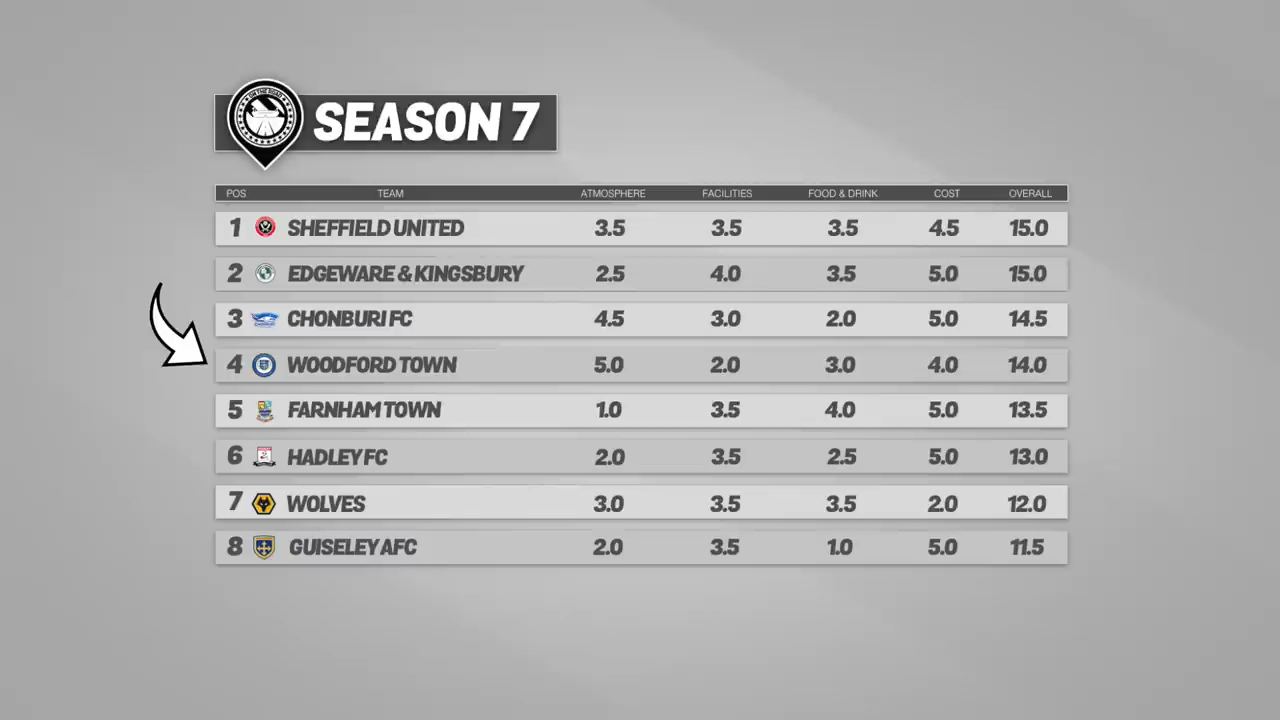 ON THE ROAD
SEASON 7
POS TEAM ATMOSPHERE FACILITIES FOOD & DRINK COST OVERALL
1 SHEFFIELD UNITED 3.5 3.5 3.5 4.5 15.0
2 EDGEWARE & KINGSBURY 2.5 4.0 3.5 5.0 15.0
3 CHONBURI FC 4.5 3.0 2.0 5.0 14.5
4 WOODFORD TOWN 5.0 2.0 3.0 4.0 14.0
5 FARNHAM TOWN 1.0 3.5 4.0 5.0 13.5
6 HADLEY FC 2.0 3.5 2.5 5.0 13.0
7 WOLVES 3.0 3.5 3.5 2.0 12.0
8 GUISELEY AFC 2.0 3.5 1.0 5.0 11.5